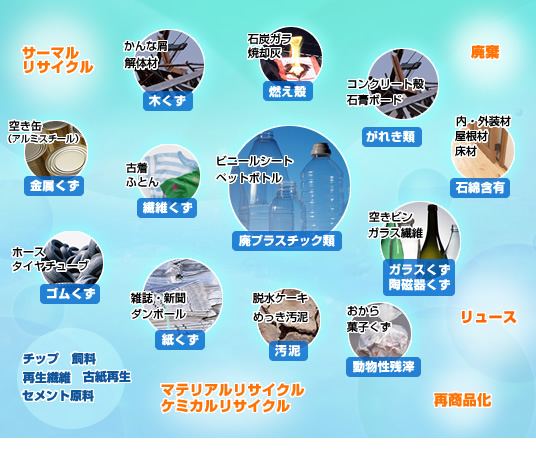 サーマル
リサイクル
かんな屑
解体材
木くず
石炭ガラ
焼却灰
燃え殻
コンクリート殻
石膏ボード
がれき類
廃棄
空き缶
(アルミスチール)
金属くず
古着
ふとん
繊維くず
ビニールシート
ペットボトル
廃プラスチック類
内・外装材
屋根材
床材
石綿含有
空きビン
ガラス繊維
ガラスくず
陶磁器くず
ホース
タイヤチューブ
ゴムくず
雑誌・新聞
ダンボール
紙くず
脱水ケーキ
めっき汚泥
汚泥
おから
菓子くず
動物性残滓
リュース
チップ 飼料
再生繊維 古紙再生
セメント原料
マテリアルリサイクル
ケミカルリサイクル
再商品化